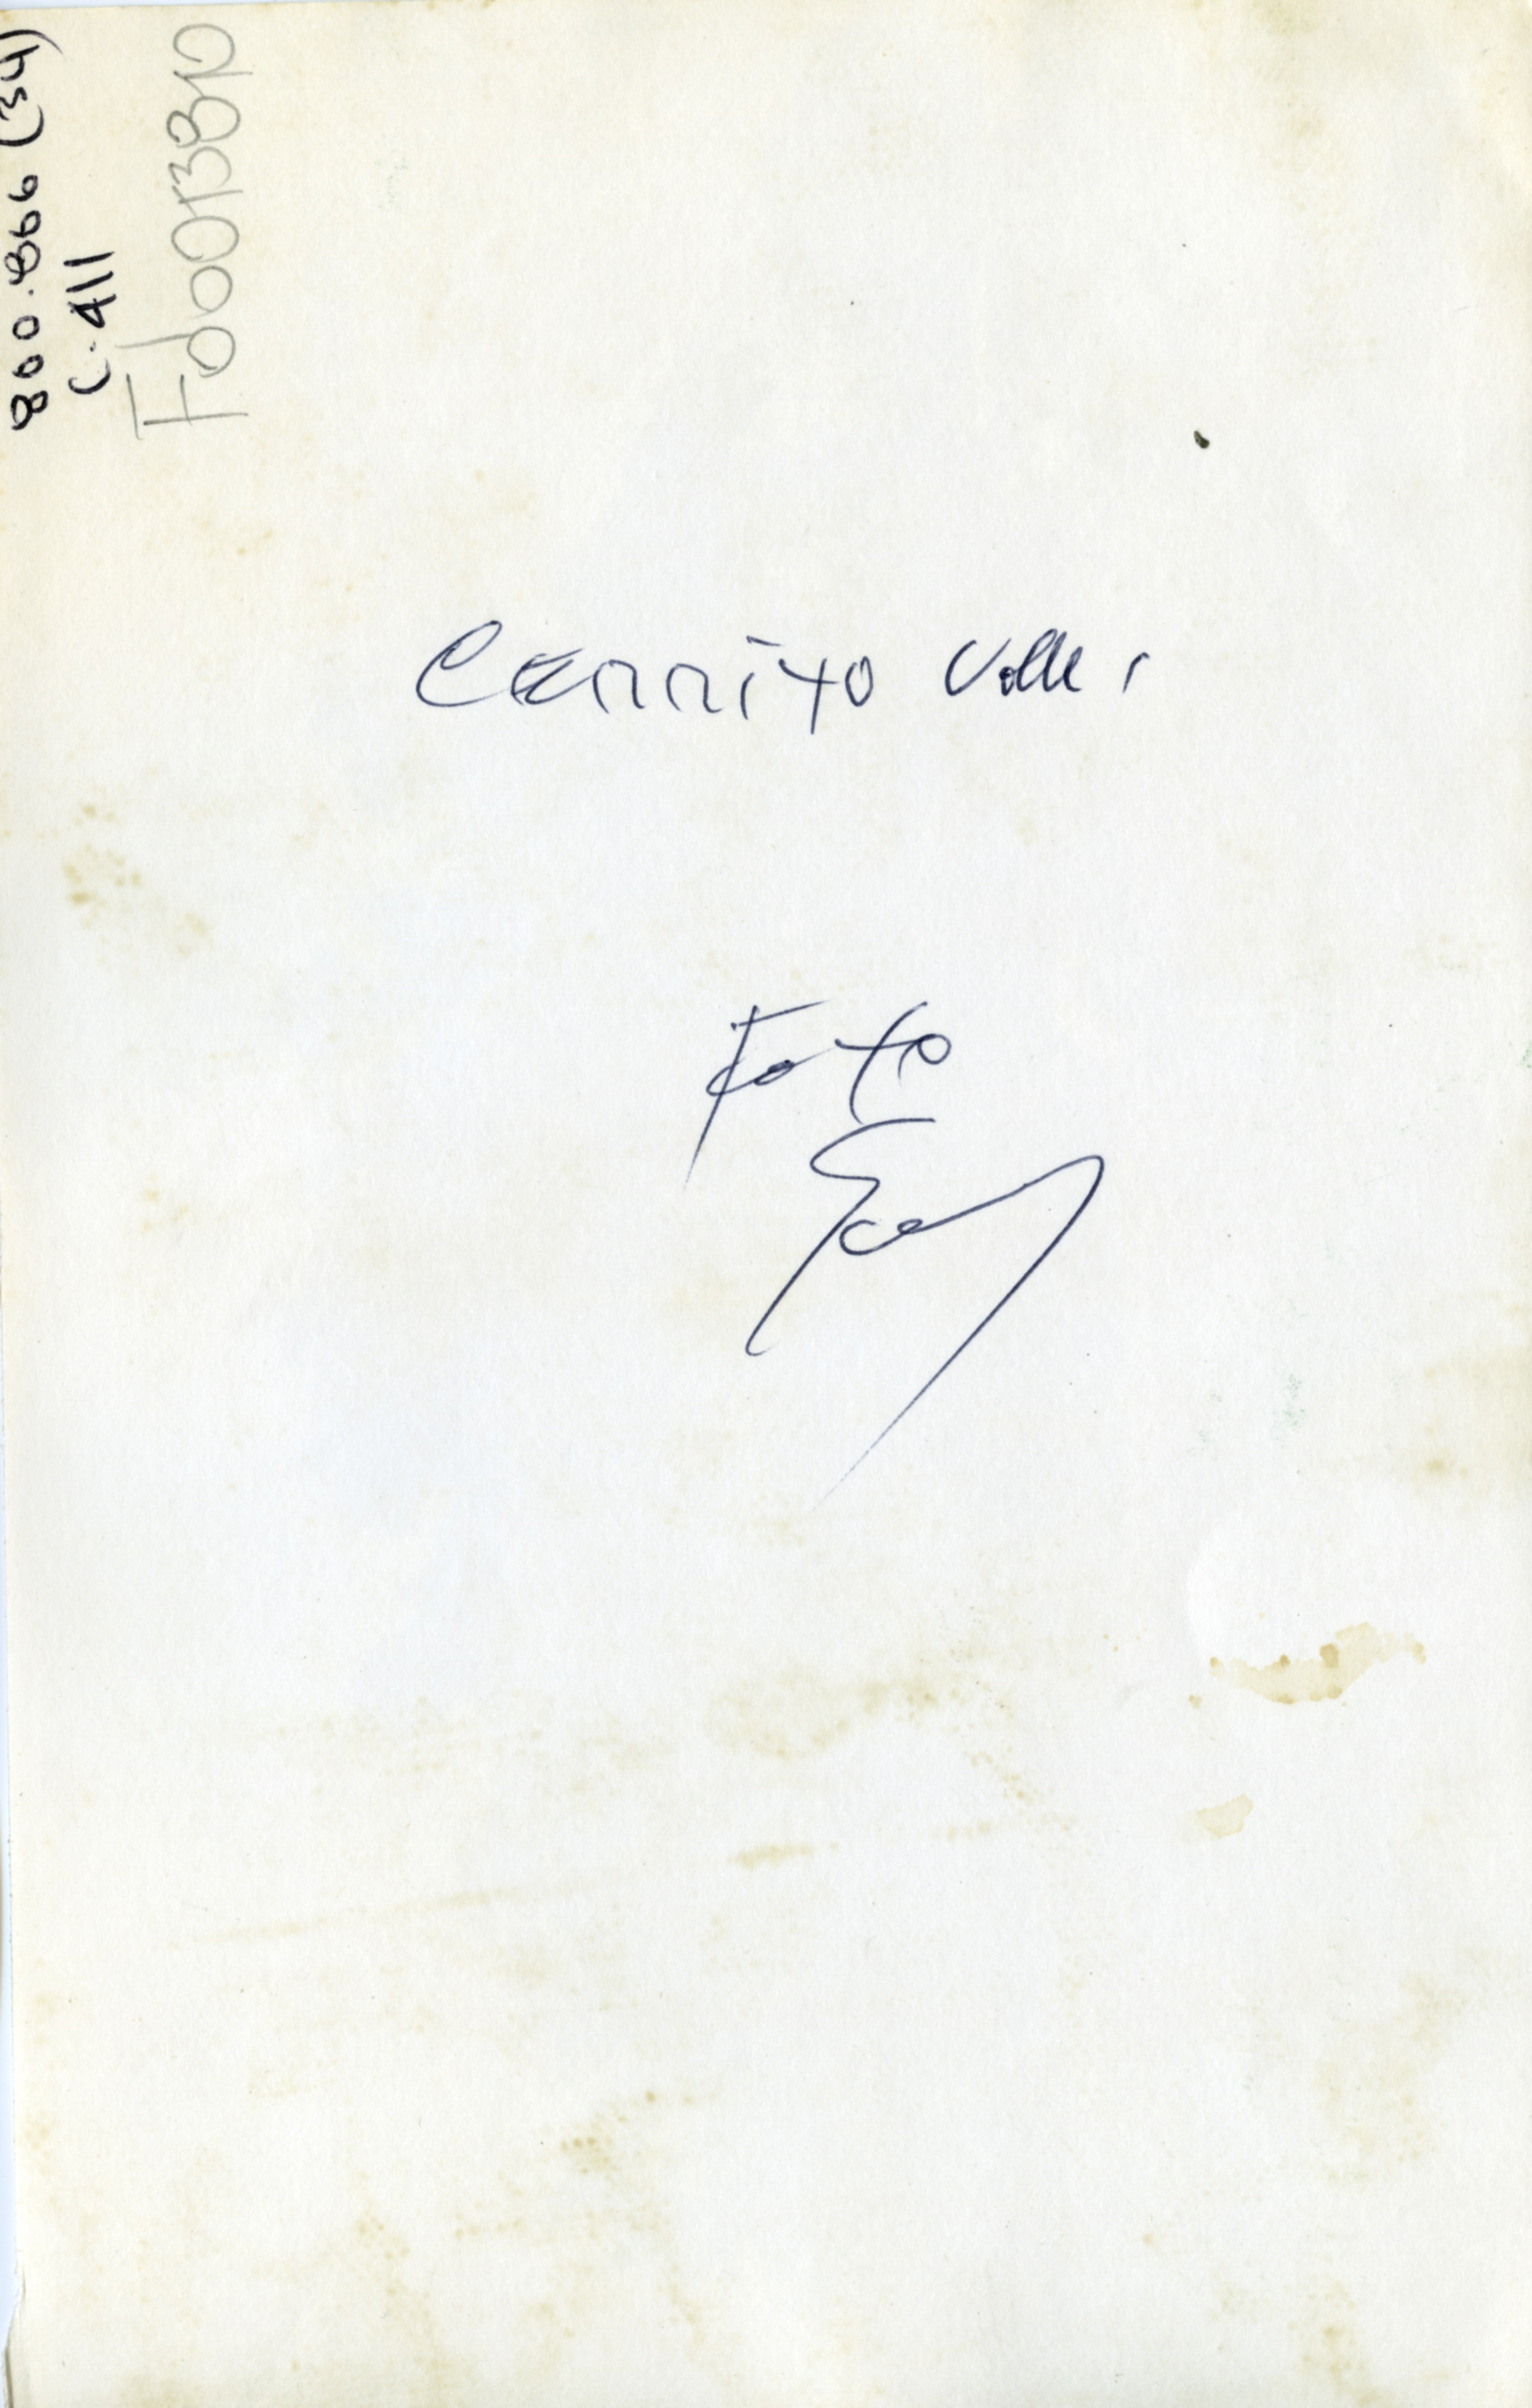 800.866 (34)
C.411
Fd0013810
Cerrito Valle
Foto